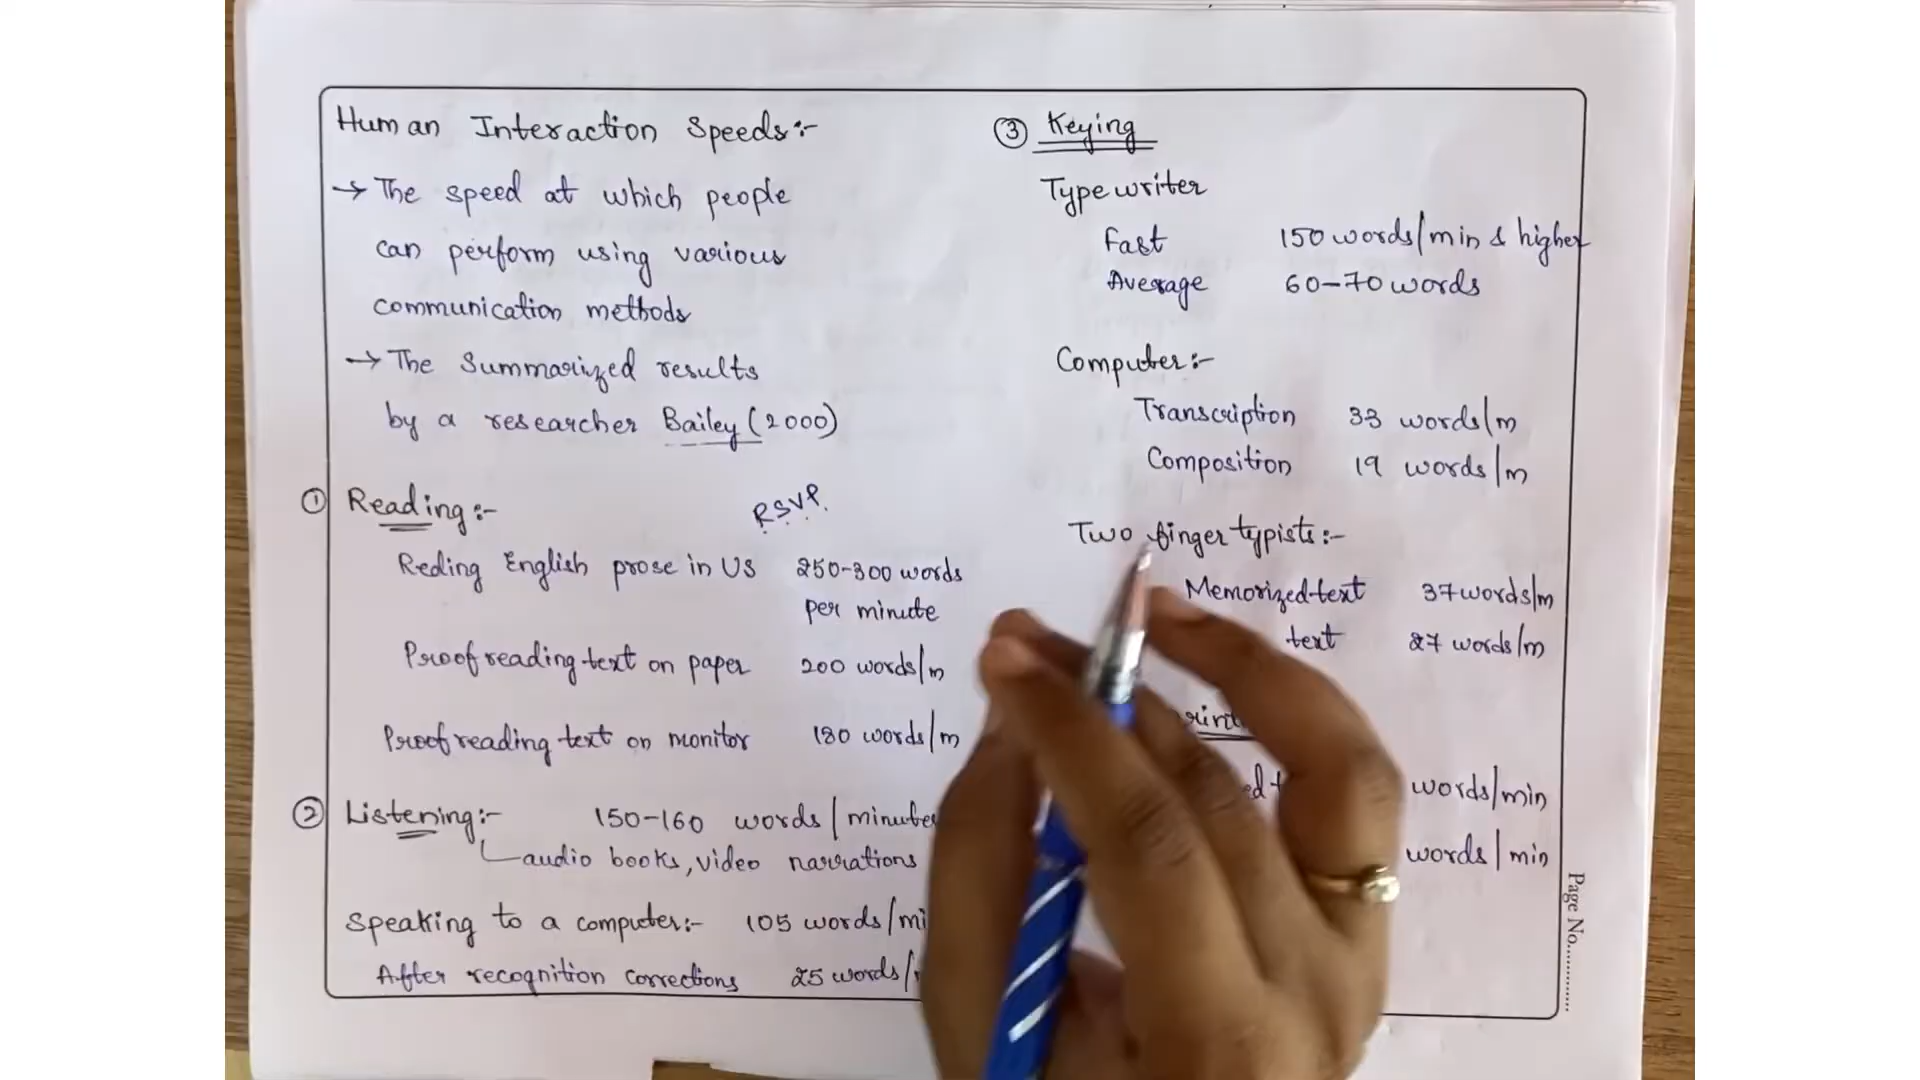 Human Interaction Speeds:-
→ The speed at which people
can perform using various
communication methods
→ The Summarized results
by a researcher Bailey (2000)
① Reading:-
RSVP
Reding English prose in US 250-300 words
per minute
Proof reading text on paper 200 words/m
Proof reading text on monitor 180 words/m
② Listening:- 150-160 words/minute
audio books, video narrations
Speaking to a computer:- 105 words/mi
After recognition corrections 25 words/
③ Keying
Typewriter
Fast 150 words/min & higher
Average 60-70 words
Computer:-
Transcription 33 words/m
Composition 19 words/m
Two finger typists:-
Memorized text 37 words/m
text 27 words/m
words/min
words/min
Page No..............